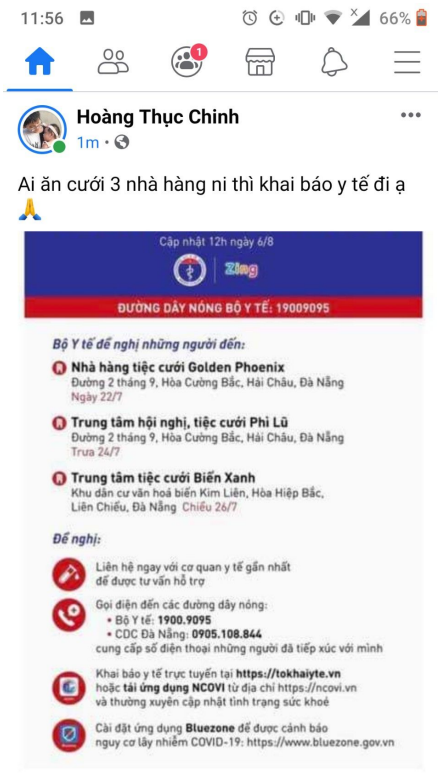 11:56
66%
1
Hoàng Thục Chinh
1m
Ai ăn cưới 3 nhà hàng ni thì khai báo y tế đi ạ
🙏
Cập nhật 12h ngày 6/8
Zing
ĐƯỜNG DÂY NÓNG BỘ Y TẾ: 19009095
Bộ Y tế đề nghị những người đến:
Nhà hàng tiệc cưới Golden Phoenix
Đường 2 tháng 9, Hòa Cường Bắc, Hải Châu, Đà Nẵng
Ngày 22/7
Trung tâm hội nghị, tiệc cưới Phì Lũ
Đường 2 tháng 9, Hòa Cường Bắc, Hải Châu, Đà Nẵng
Trưa 24/7
Trung tâm tiệc cưới Biển Xanh
Khu dân cư văn hoá biển Kim Liên, Hòa Hiệp Bắc,
Liên Chiểu, Đà Nẵng Chiều 26/7
Đề nghị:
Liên hệ ngay với cơ quan y tế gần nhất
để được tư vấn hỗ trợ
Gọi điện đến các đường dây nóng:
• Bộ Y tế: 1900.9095
• CDC Đà Nẵng: 0905.108.844
cung cấp số điện thoại những người đã tiếp xúc với mình
Khai báo y tế trực tuyến tại https://tokhaiyte.vn
hoặc tải ứng dụng NCOVI từ địa chỉ https://ncovi.vn
và thường xuyên cập nhật tình trạng sức khoẻ
Cài đặt ứng dụng Bluezone để được cảnh báo
nguy cơ lây nhiễm COVID-19: https://www.bluezone.gov.vn